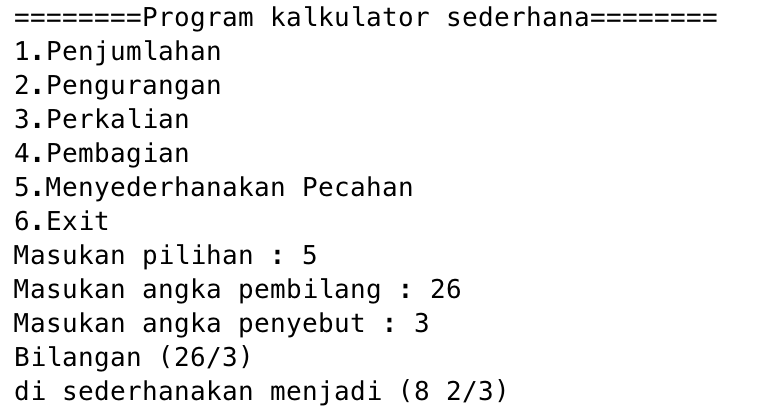 ========Program kalkulator sederhana========
1.Penjumlahan
2.Pengurangan
3.Perkalian
4.Pembagian
5.Menyederhanakan Pecahan
6.Exit
Masukan pilihan : 5
Masukan angka pembilang : 26
Masukan angka penyebut : 3
Bilangan (26/3)
di sederhanakan menjadi (8 2/3)